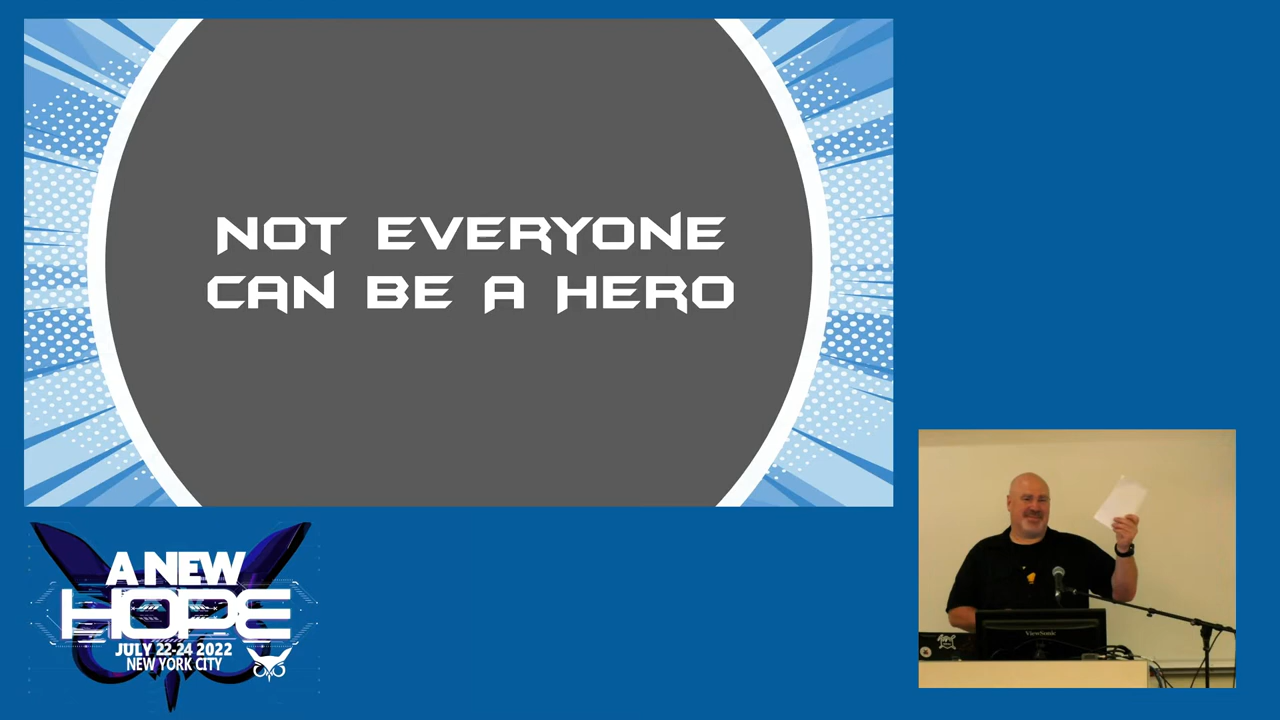 NOT EVERYONE
CAN BE A HERO
A NEW
HOPE
JULY 22-24 2022
NEW YORK CITY
ViewSonic